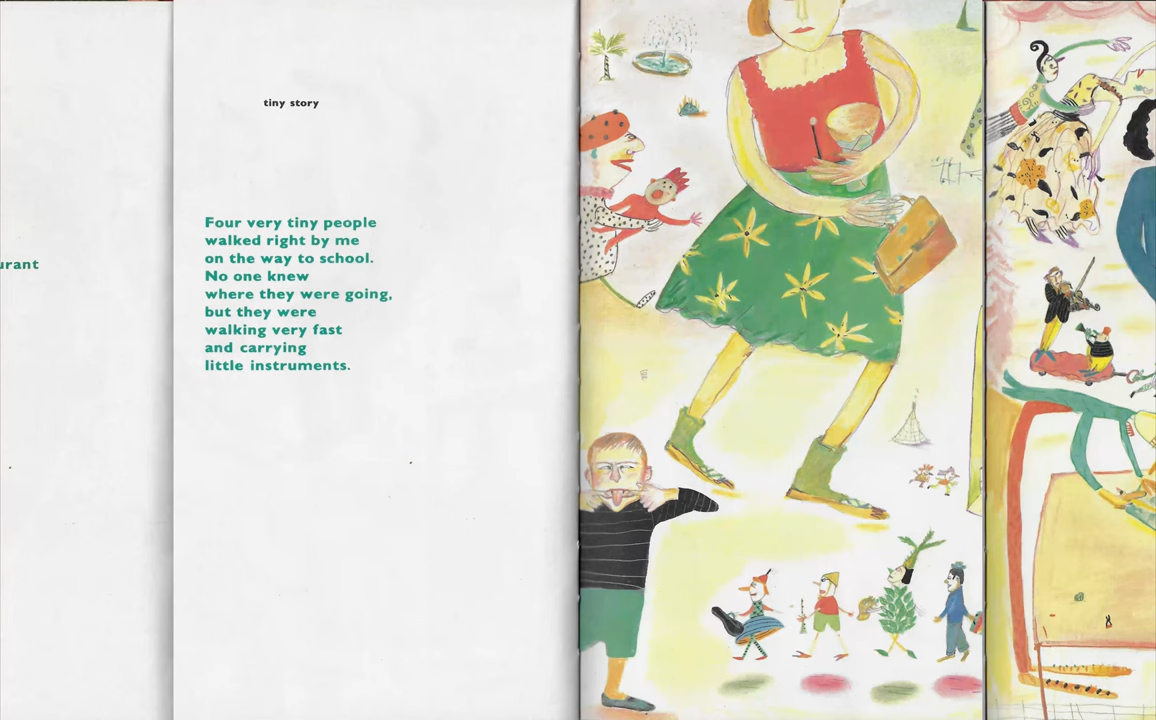 urant
tiny story
Four very tiny people
walked right by me
on the way to school.
No one knew
where they were going,
but they were
walking very fast
and carrying
little instruments.